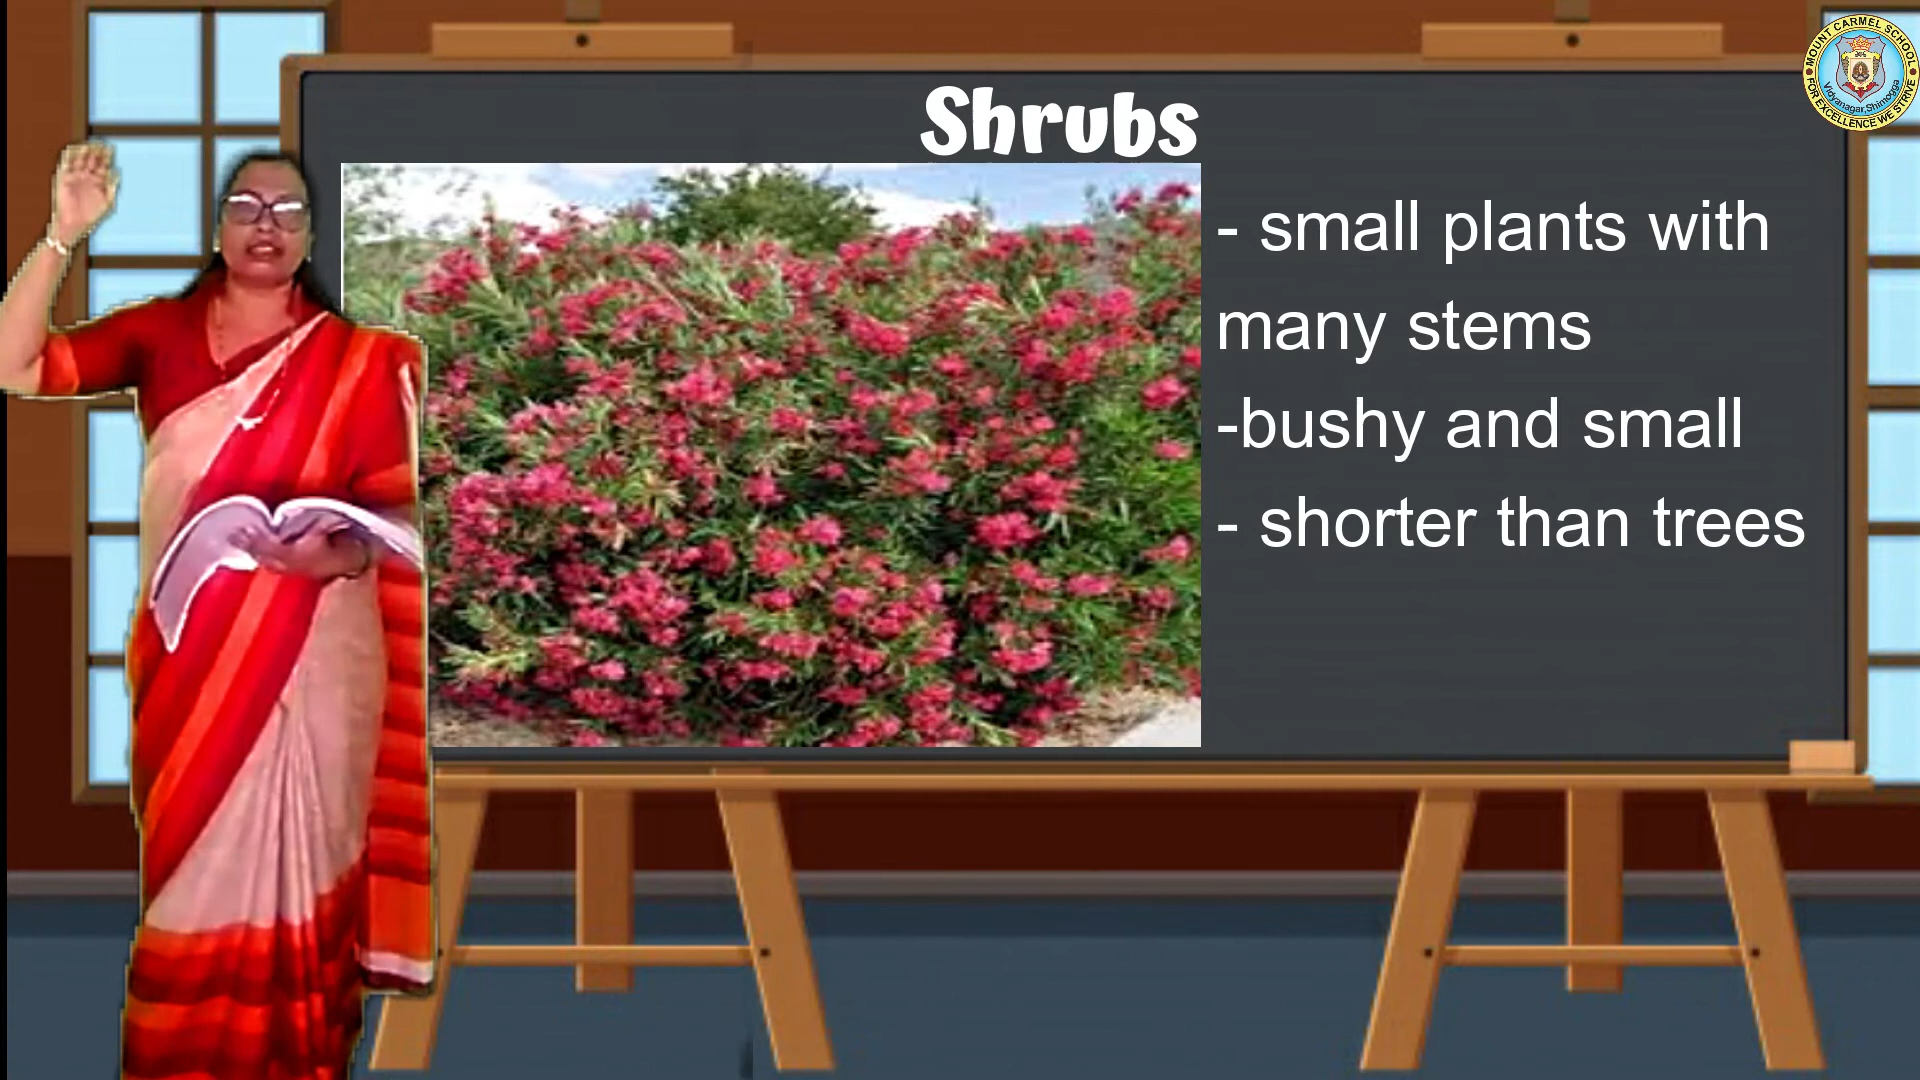 Shrubs
- small plants with
many stems
-bushy and small
- shorter than trees
MOUNT CARMEL SCHOOL
Vidyanagar,Shimogga
FOR EXCELLENCE WE STRIVE